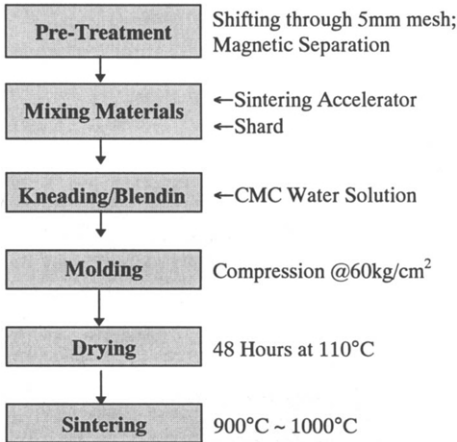 Pre-Treatment
Shifting through 5mm mesh;
Magnetic Separation
Mixing Materials
←Sintering Accelerator
←Shard
Kneading/Blendin
←CMC Water Solution
Molding
Compression @60kg/cm²
Drying
48 Hours at 110°C
Sintering
900°C ~ 1000°C